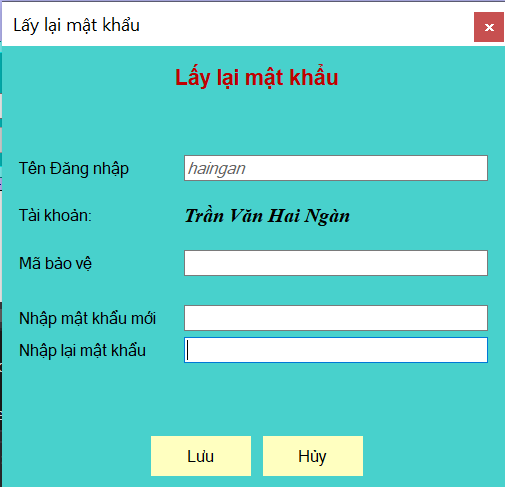 Lấy lại mật khẩu
Lấy lại mật khẩu
Tên Đăng nhập haingan
Tài khoản: Trần Văn Hai Ngàn
Mã bảo vệ
Nhập mật khẩu mới
Nhập lại mật khẩu
Lưu Hủy